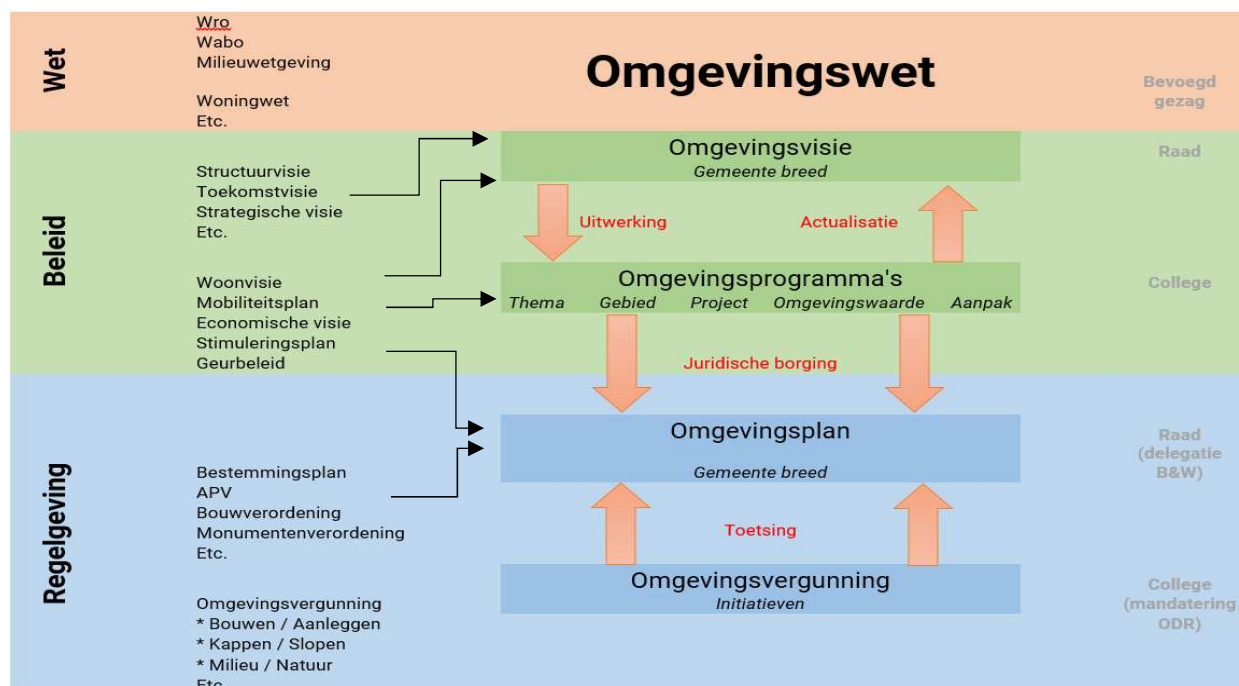 Wet
Wro
Wabo
Milieuwetgeving
Woningwet
Etc.
Omgevingswet
Bevoegd
gezag
Beleid
Structuurvisie
Toekomstvisie
Strategische visie
Etc.
Woonvisie
Mobiliteitsplan
Economische visie
Stimuleringsplan
Geurbeleid
Omgevingsvisie
Gemeente breed
Raad
Uitwerking
Actualisatie
Omgevingsprogramma's
Thema Gebied Project Omgevingswaarde Aanpak
College
Juridische borging
Regelgeving
Bestemmingsplan
APV
Bouwverordening
Monumentenverordening
Etc.
Omgevingsvergunning
* Bouwen / Aanleggen
* Kappen / Slopen
* Milieu / Natuur
Etc
Omgevingsplan
Gemeente breed
Raad
(delegatie
B&W)
Toetsing
Omgevingsvergunning
Initiatieven
College
(mandatering
ODR)